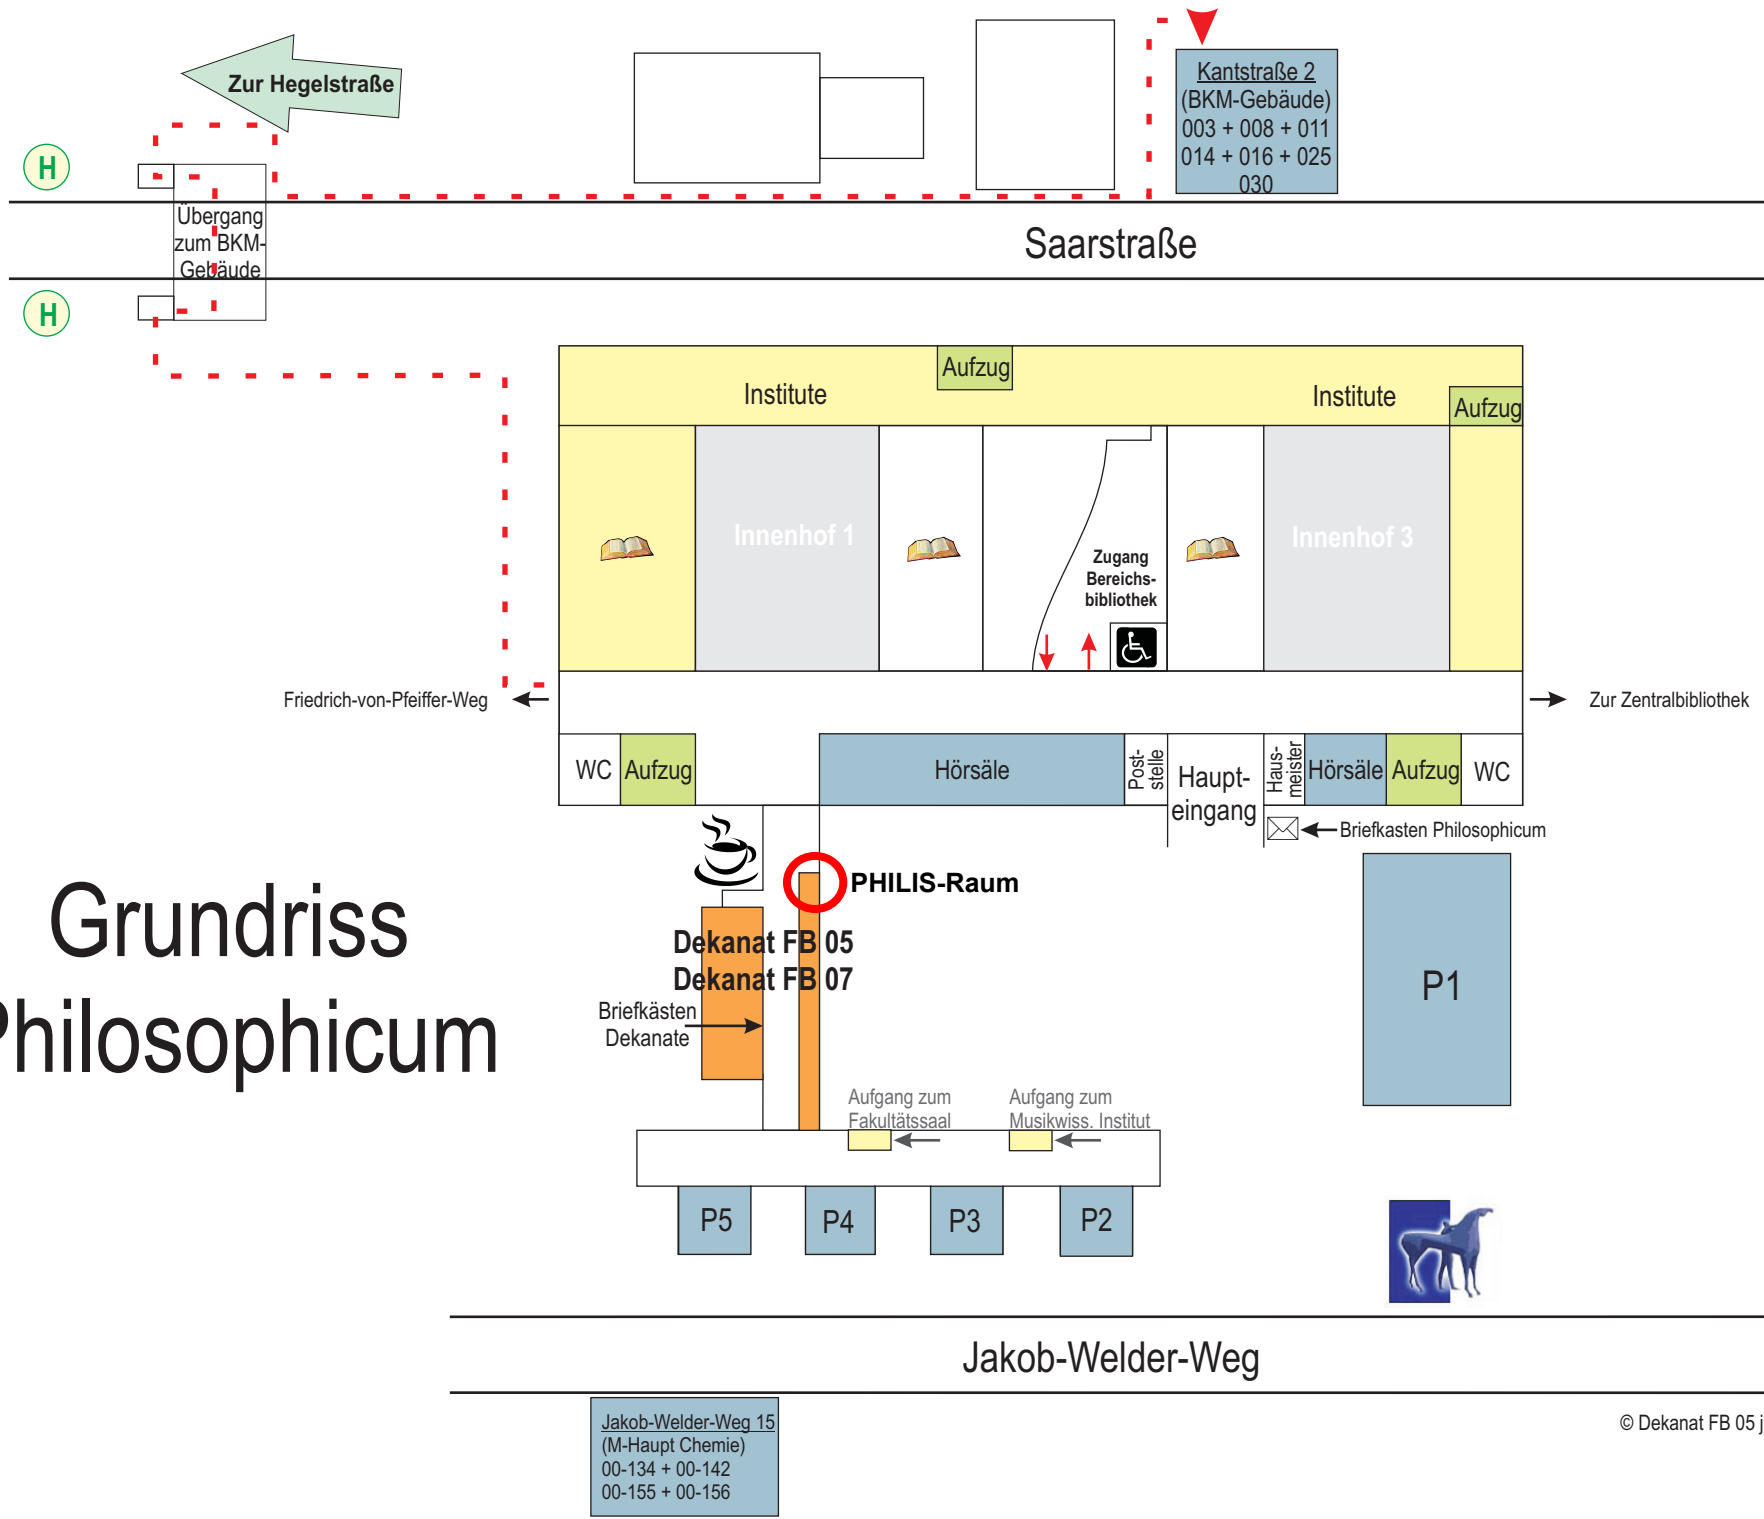 Zur Hegelstraße
Kantstraße 2
(BKM-Gebäude)
003 + 008 + 011
014 + 016 + 025
030
H
Übergang
zum BKM-
Gebäude
Saarstraße
H
Aufzug
Institute
Institute
Aufzug
Innenhof 1
Innenhof 3
Zugang
Bereichs-
bibliothek
Friedrich-von-Pfeiffer-Weg
Zur Zentralbibliothek
WC
Aufzug
Hörsäle
Post-
stelle
Haupt-
eingang
Haus-
meister
Hörsäle
Aufzug
WC
Briefkasten Philosophicum
PHILIS-Raum
Grundriss
Philosophicum
Dekanat FB 05
Dekanat FB 07
Briefkästen
Dekanate
P1
Aufgang zum
Fakultätssaal
Aufgang zum
Musikwiss. Institut
P5
P4
P3
P2
Jakob-Welder-Weg
Jakob-Welder-Weg 15
(M-Haupt Chemie)
00-134 + 00-142
00-155 + 00-156
© Dekanat FB 05 j